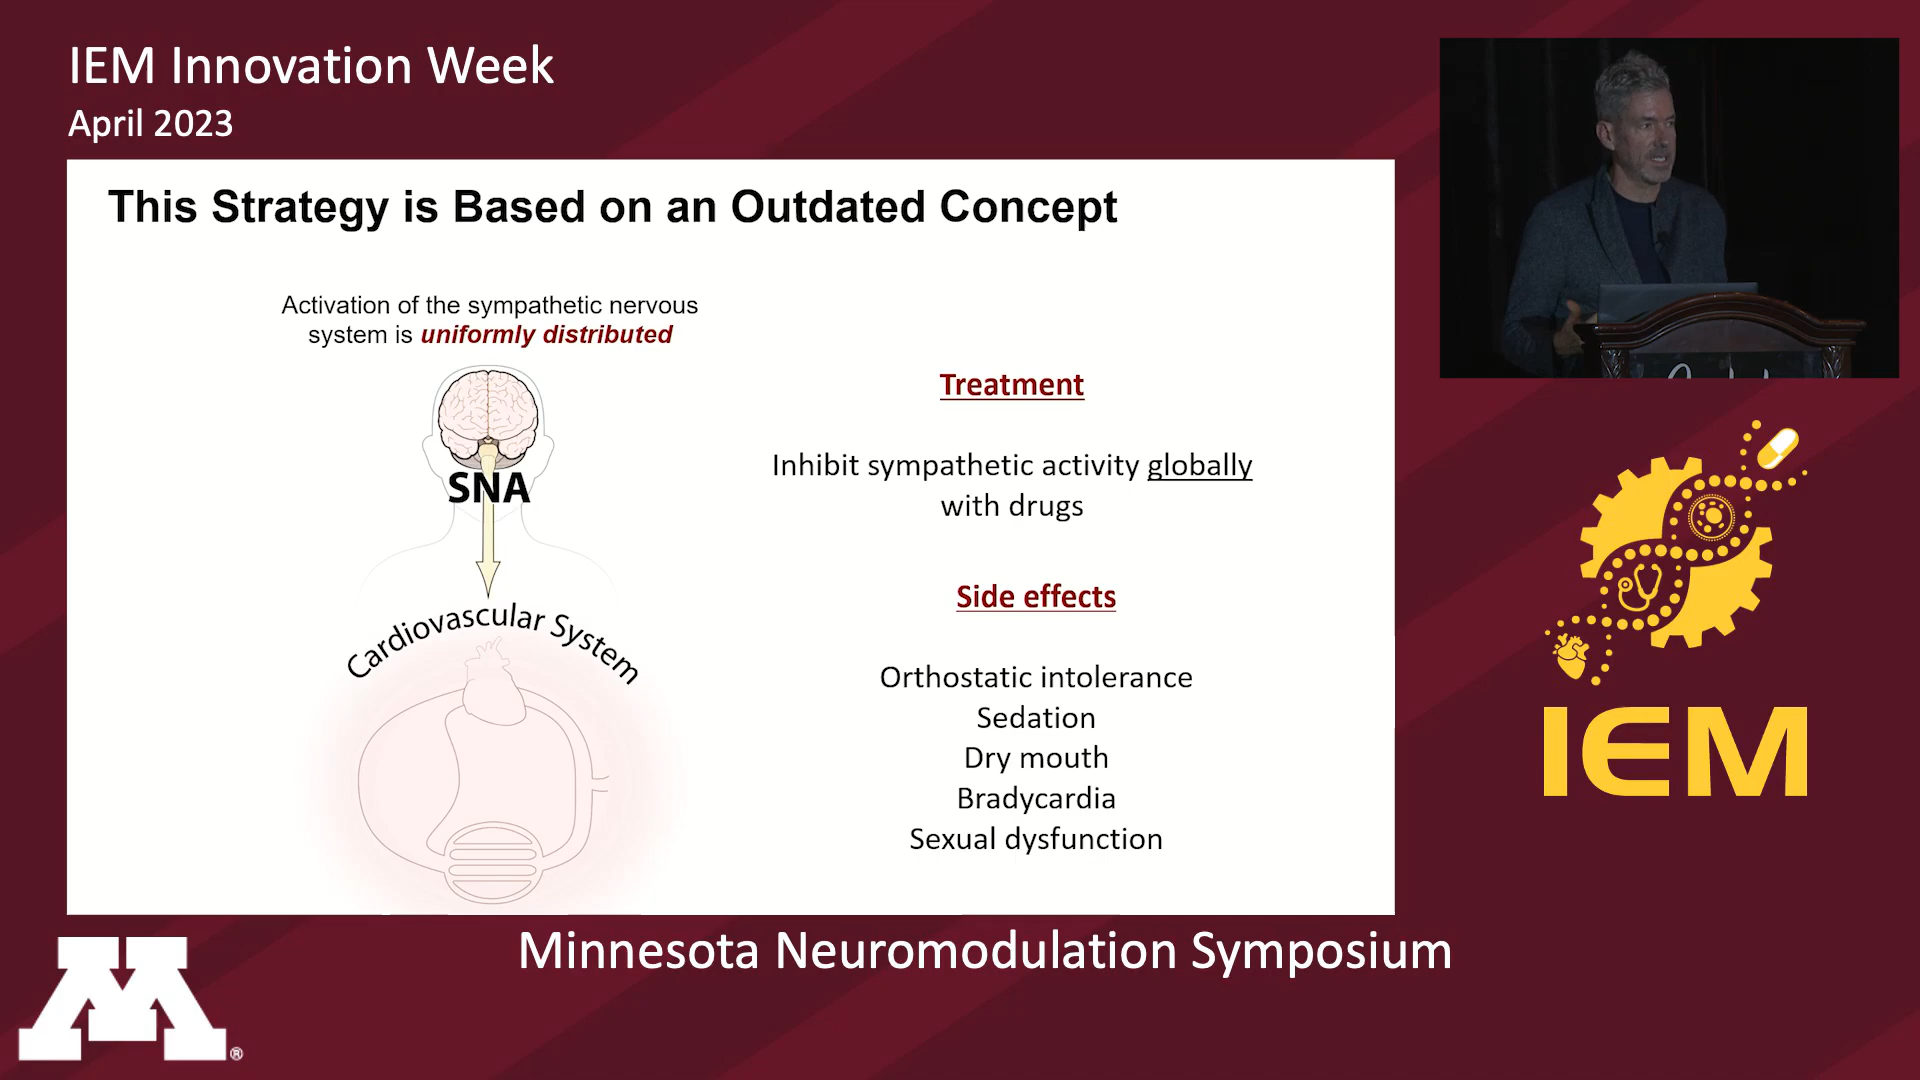 IEM Innovation Week
April 2023
This Strategy is Based on an Outdated Concept
Activation of the sympathetic nervous
system is uniformly distributed
SNA
Cardiovascular System
Treatment
Inhibit sympathetic activity globally
with drugs
Side effects
Orthostatic intolerance
Sedation
Dry mouth
Bradycardia
Sexual dysfunction
IEM
Minnesota Neuromodulation Symposium
M®